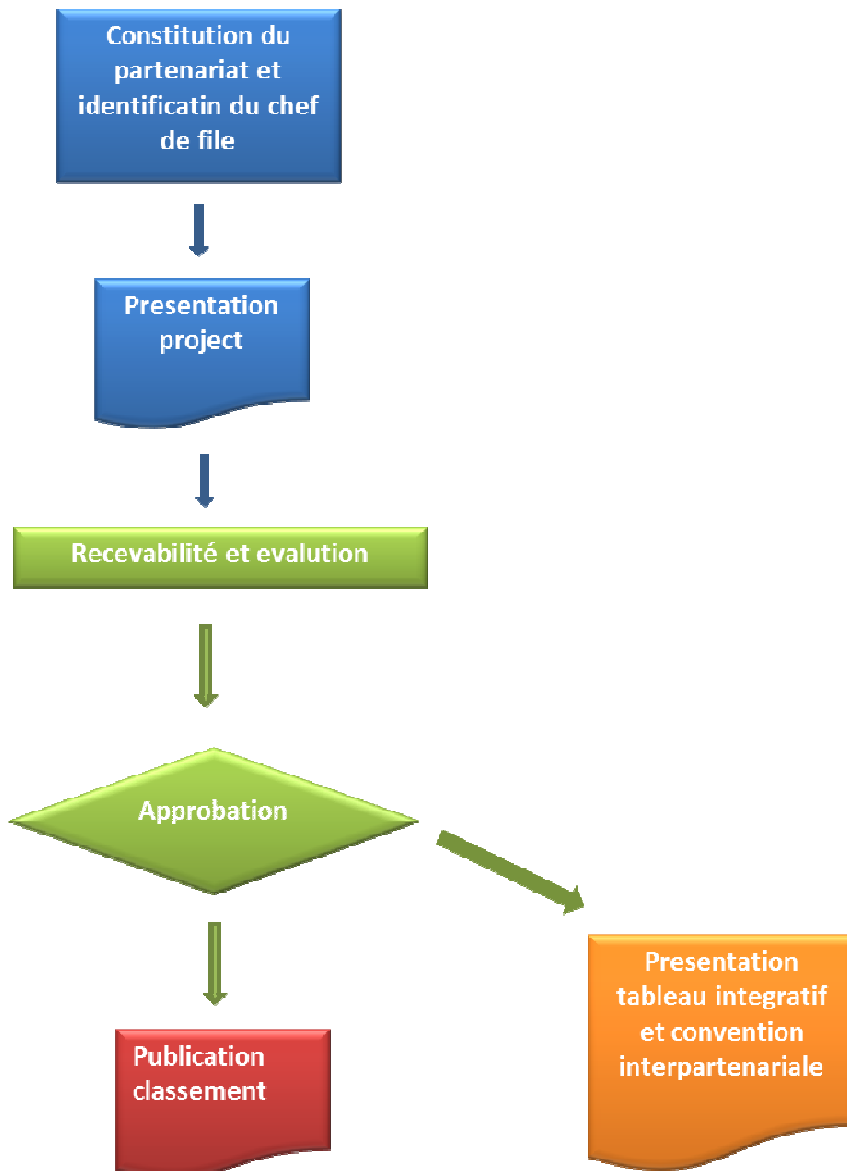 Constitution du
partenariat et
identificatin du chef
de file
Presentation
project
Recevabilité et evalution
Approbation
Presentation
tableau integratif
et convention
interpartenariale
Publication
classement